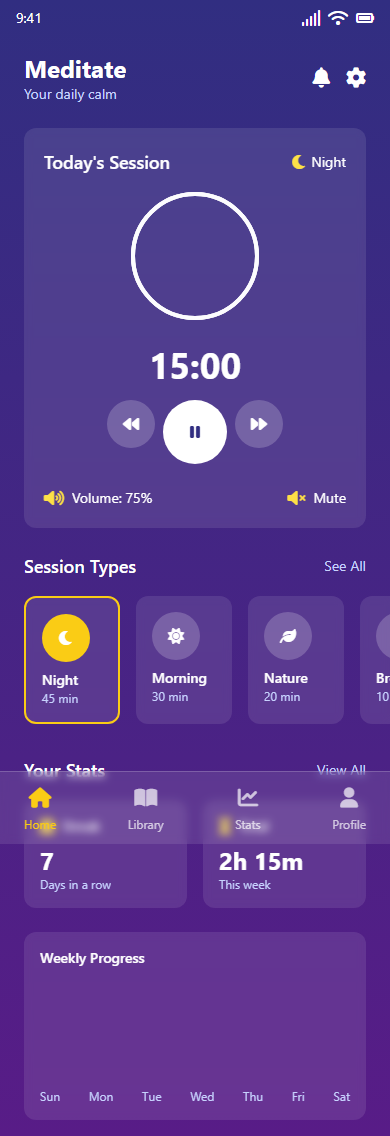 9:41
Meditate
Your daily calm
Today's Session
Night
15:00
Volume: 75%
Mute
Session Types
See All
Night
45 min
Morning
30 min
Nature
20 min
Br
10
Your Stats
View All
Home
Library
Stats
Profile
7
Days in a row
2h 15m
This week
Weekly Progress
Sun Mon Tue Wed Thu Fri Sat